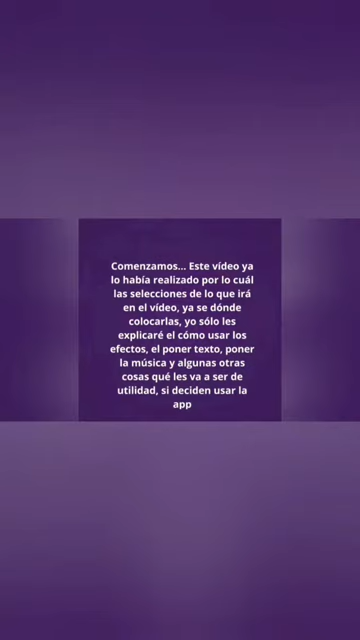 Comenzamos... Este vídeo ya
lo había realizado por lo cuál
las selecciones de lo que irá
en el vídeo, ya se dónde
colocarlas, yo sólo les
explicaré el cómo usar los
efectos, el poner texto, poner
la música y algunas otras
cosas qué les va a ser de
utilidad, si deciden usar la
app